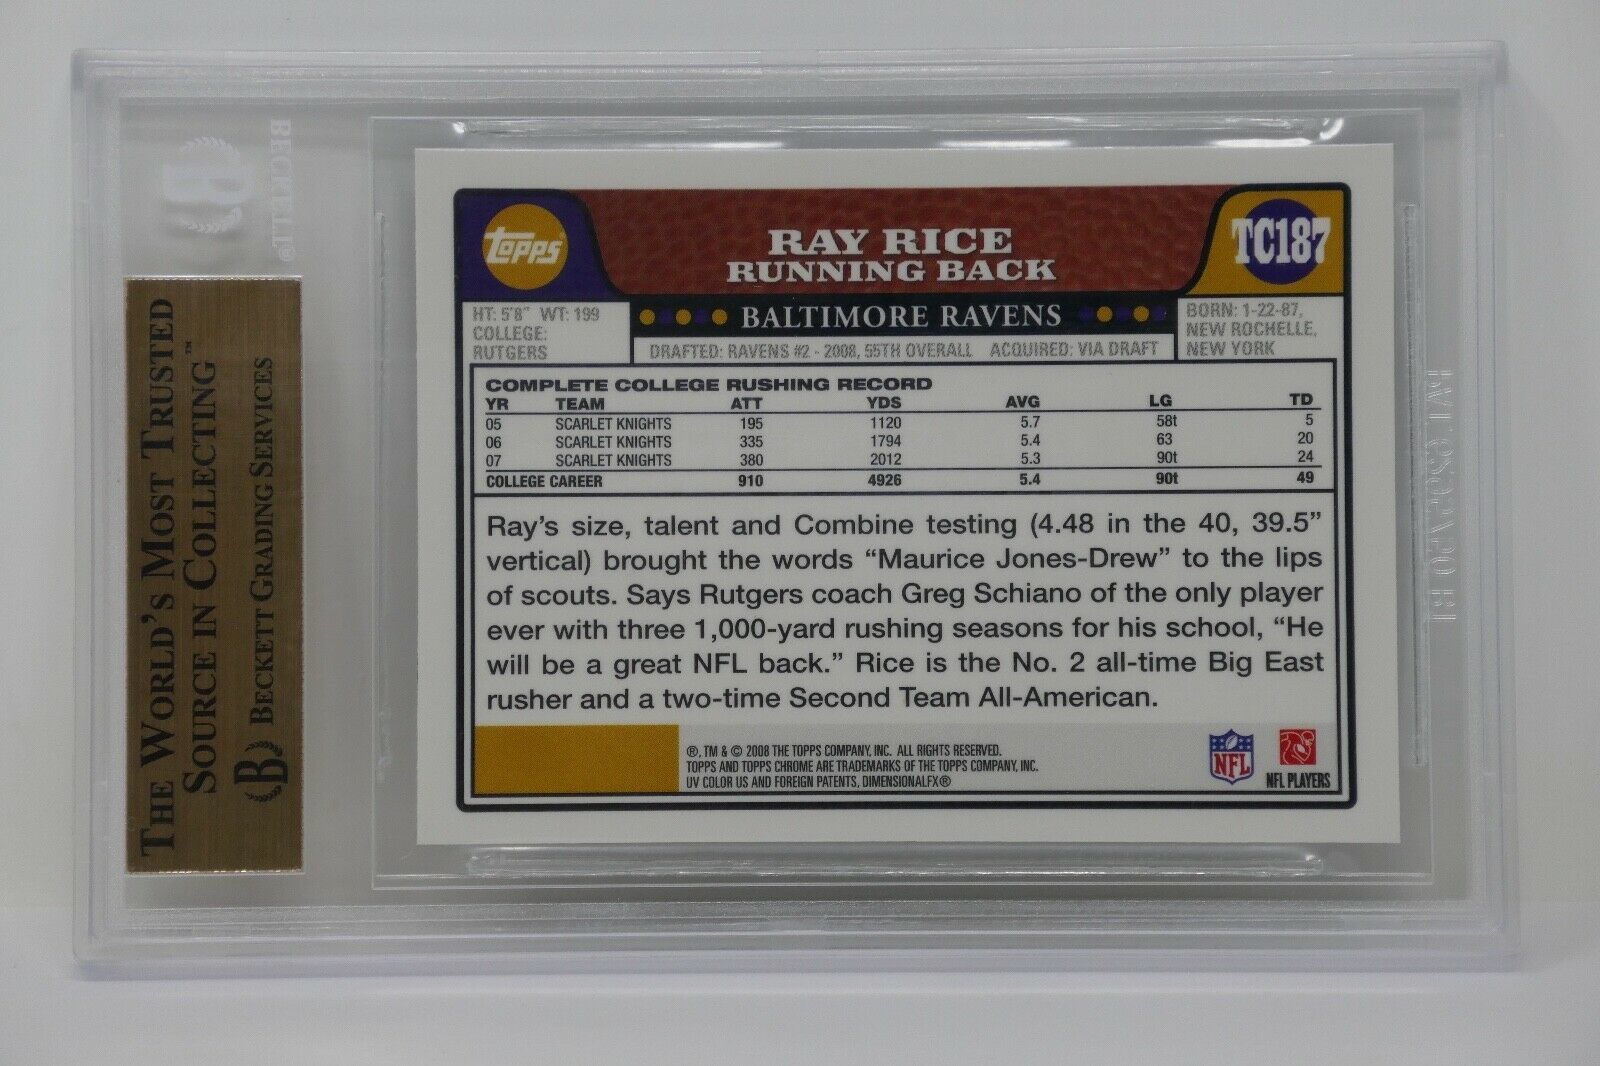 BECKETT®
THE WORLD'S MOST TRUSTED
SOURCE IN COLLECTING™
BECKETT GRADING SERVICES
Topps
RAY RICE
RUNNING BACK
TC187
HT: 5'8" WT: 199
COLLEGE:
RUTGERS
BALTIMORE RAVENS
DRAFTED: RAVENS #2 - 2008, 55TH OVERALL ACQUIRED: VIA DRAFT
BORN: 1-22-87,
NEW ROCHELLE,
NEW YORK
COMPLETE COLLEGE RUSHING RECORD
YR TEAM ATT YDS AVG LG TD
05 SCARLET KNIGHTS 195 1120 5.7 58t 5
06 SCARLET KNIGHTS 335 1794 5.4 63 20
07 SCARLET KNIGHTS 380 2012 5.3 90t 24
COLLEGE CAREER 910 4926 5.4 90t 49
Ray's size, talent and Combine testing (4.48 in the 40, 39.5"
vertical) brought the words "Maurice Jones-Drew" to the lips
of scouts. Says Rutgers coach Greg Schiano of the only player
ever with three 1,000-yard rushing seasons for his school, "He
will be a great NFL back." Rice is the No. 2 all-time Big East
rusher and a two-time Second Team All-American.
®, TM & © 2008 THE TOPPS COMPANY, INC. ALL RIGHTS RESERVED.
TOPPS AND TOPPS CHROME ARE TRADEMARKS OF THE TOPPS COMPANY, INC.
UV COLOR US AND FOREIGN PATENTS, DIMENSIONALFX®
NFL
NFL PLAYERS